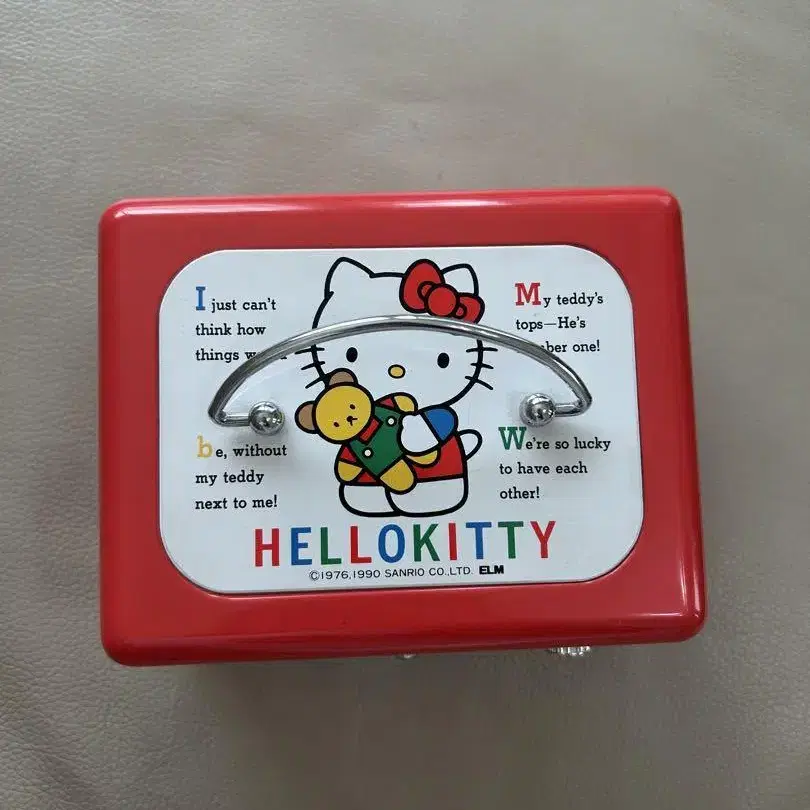 I just can't
think how
things
be, without
my teddy
next to me!
My teddy's
tops—He's
ber one!
We're so lucky
to have each
other!
HELLOKITTY
©1976,1990 SANRIO CO.,LTD. ELM